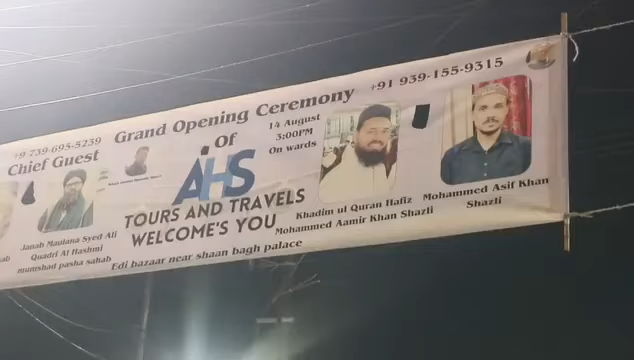 +91 939-155-9315
+9 739-695-5239
Grand Opening Ceremony
of
AHS
TOURS AND TRAVELS
WELCOME'S YOU
14 August
3:00PM
On wards
Chief Guest
Janab Maulana Syed Ali
Quadri Al Hashmi
murushad pasha sahab
Khadim ul Quran Hafiz
Mohammed Aamir Khan Shazli
Mohammed Asif Khan
Shazli
Edi bazaar near shaan bagh palace